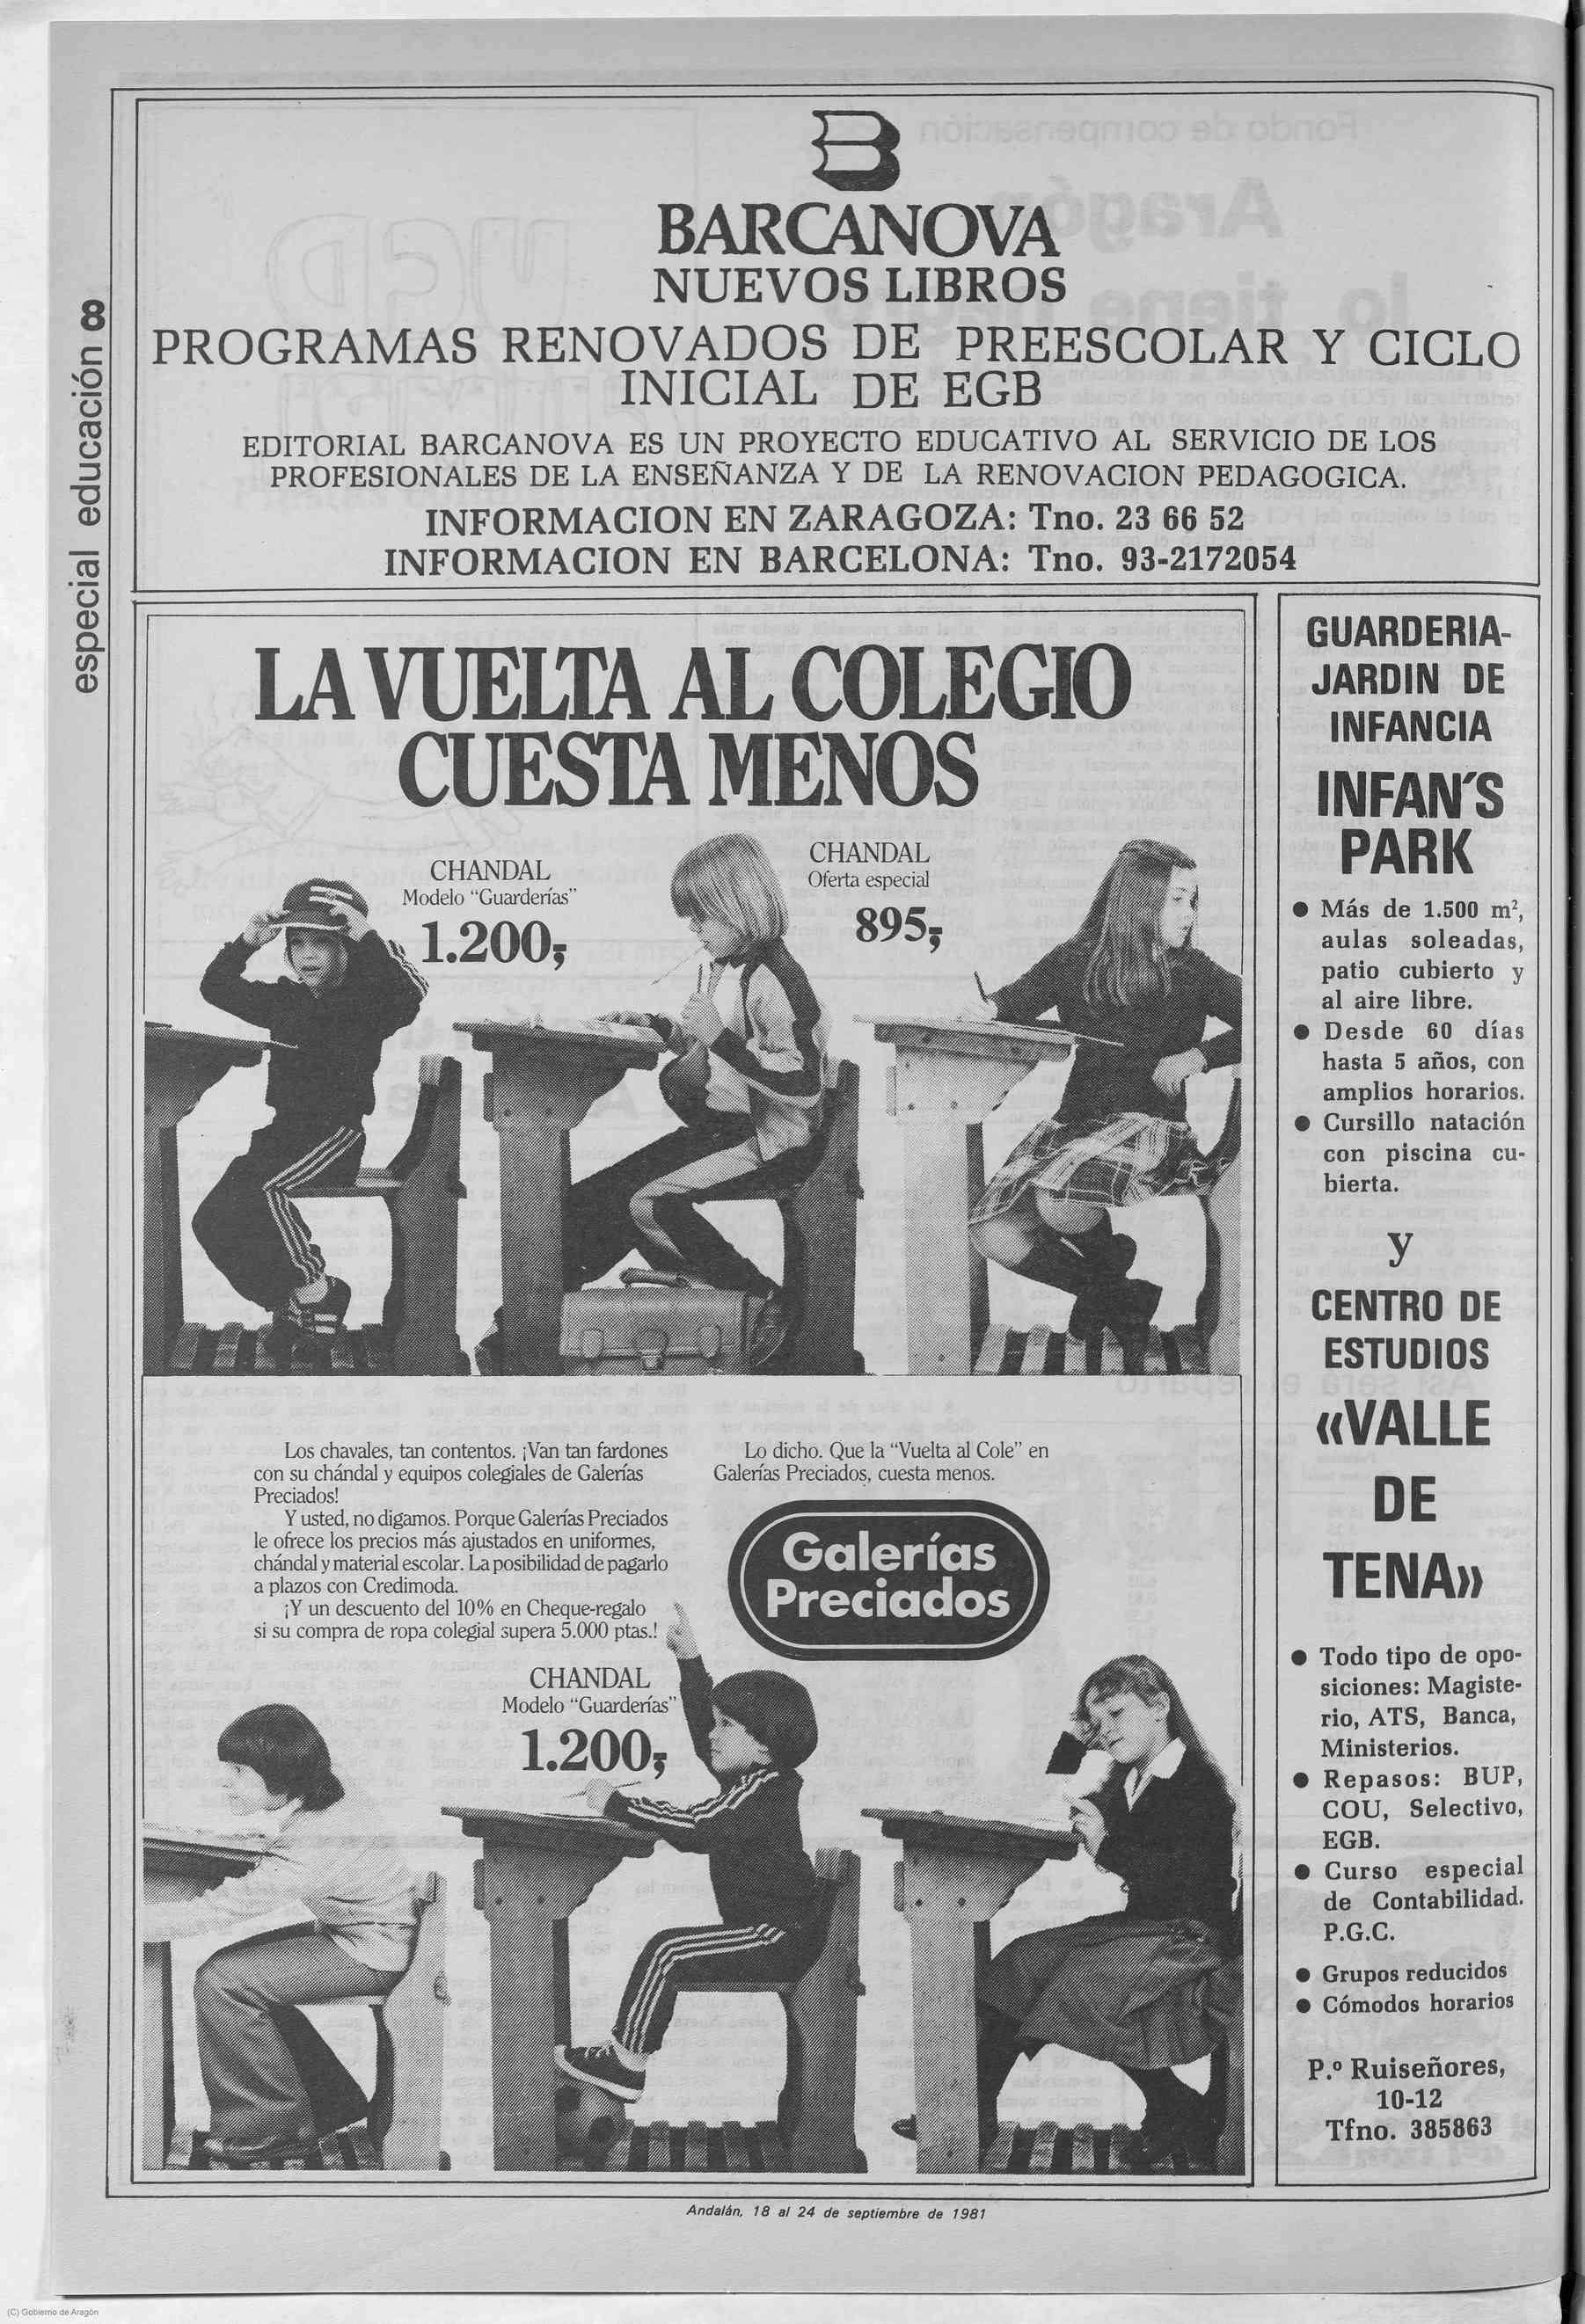 especial educación 8
B
BARCANOVA
NUEVOS LIBROS
PROGRAMAS RENOVADOS DE PREESCOLAR Y CICLO
INICIAL DE EGB
EDITORIAL BARCANOVA ES UN PROYECTO EDUCATIVO AL SERVICIO DE LOS
PROFESIONALES DE LA ENSEÑANZA Y DE LA RENOVACION PEDAGOGICA.
INFORMACION EN ZARAGOZA: Tno. 23 66 52
INFORMACION EN BARCELONA: Tno. 93-2172054
LA VUELTA AL COLEGIO
CUESTA MENOS
CHANDAL
Modelo “Guarderías”
1.200,-
CHANDAL
Oferta especial
895,-
Los chavales, tan contentos. ¡Van tan fardones
con su chándal y equipos colegiales de Galerías
Preciados!
Y usted, no digamos. Porque Galerías Preciados
le ofrece los precios más ajustados en uniformes,
chándal y material escolar. La posibilidad de pagarlo
a plazos con Credimoda.
¡Y un descuento del 10% en Cheque-regalo
si su compra de ropa colegial supera 5.000 ptas.!
Lo dicho. Que la “Vuelta al Cole” en
Galerías Preciados, cuesta menos.
Galerías
Preciados
CHANDAL
Modelo “Guarderías”
1.200,-
GUARDERIA-
JARDIN DE
INFANCIA
INFAN'S
PARK
● Más de 1.500 m²,
aulas soleadas,
patio cubierto y
al aire libre.
● Desde 60 días
hasta 5 años, con
amplios horarios.
● Cursillo natación
con piscina cu-
bierta.
y
CENTRO DE
ESTUDIOS
«VALLE
DE
TENA»
● Todo tipo de opo-
siciones: Magiste-
rio, ATS, Banca,
Ministerios.
● Repasos: BUP,
COU, Selectivo,
EGB.
● Curso especial
de Contabilidad.
P.G.C.
● Grupos reducidos
● Cómodos horarios
P.º Ruiseñores,
10-12
Tfno. 385863
Andalán, 18 al 24 de septiembre de 1981
(C) Gobierno de Aragón